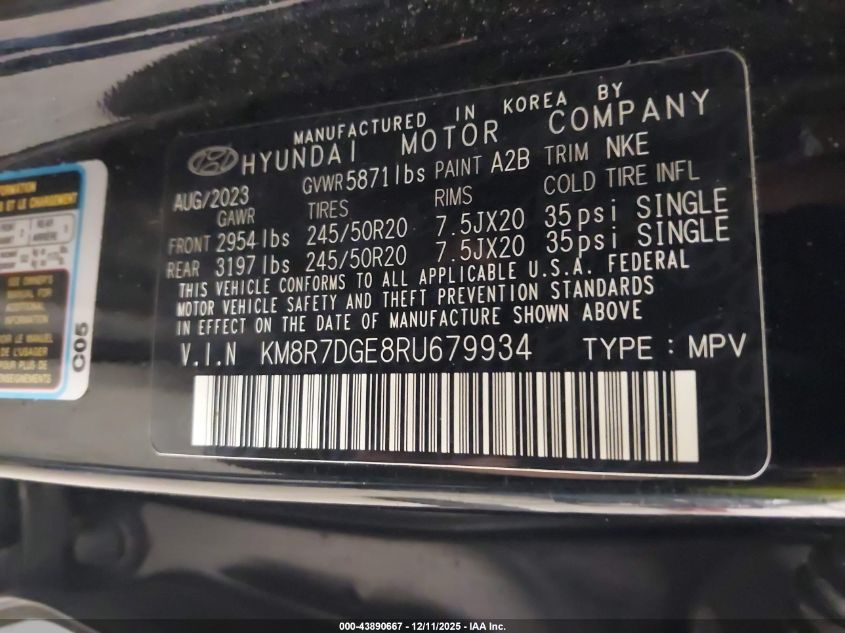 MANUFACTURED IN KOREA BY
HYUNDAI MOTOR COMPANY
AUG/2023 GVWR 5871lbs PAINT A2B TRIM NKE
GAWR TIRES RIMS COLD TIRE INFL
FRONT 2954lbs 245/50R20 7.5JX20 35psi SINGLE
REAR 3197lbs 245/50R20 7.5JX20 35psi SINGLE
THIS VEHICLE CONFORMS TO ALL APPLICABLE U.S.A. FEDERAL
MOTOR VEHICLE SAFETY AND THEFT PREVENTION STANDARDS
IN EFFECT ON THE DATE OF MANUFACTURE SHOWN ABOVE
V.I.N KM8R7DGE8RU679934 TYPE : MPV
C05
000-43890667 - 12/11/2025 - IAA Inc.